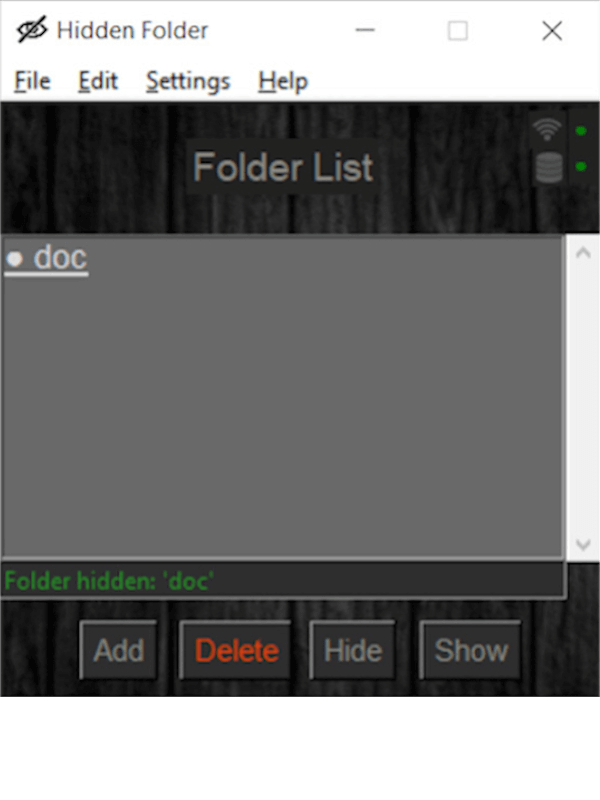 Hidden Folder
File Edit Settings Help
Folder List
● doc
Folder hidden: 'doc'
Add Delete Hide Show